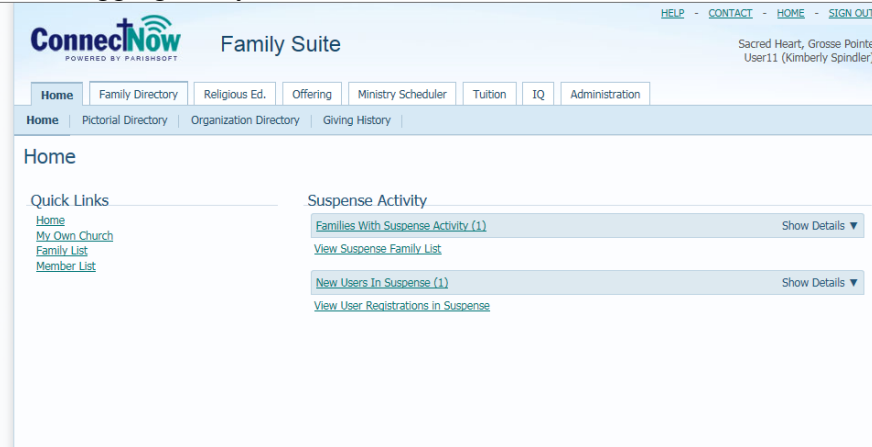 HELP - CONTACT - HOME - SIGN OUT
ConnectNow Family Suite
POWERED BY PARISHSOFT
Sacred Heart, Grosse Pointe
User11 (Kimberly Spindler)
Home Family Directory Religious Ed. Offering Ministry Scheduler Tuition IQ Administration
Home Pictorial Directory Organization Directory Giving History
Home
Quick Links
Home
My Own Church
Family List
Member List
Suspense Activity
Families With Suspense Activity (1) Show Details ▼
View Suspense Family List
New Users In Suspense (1) Show Details ▼
View User Registrations in Suspense